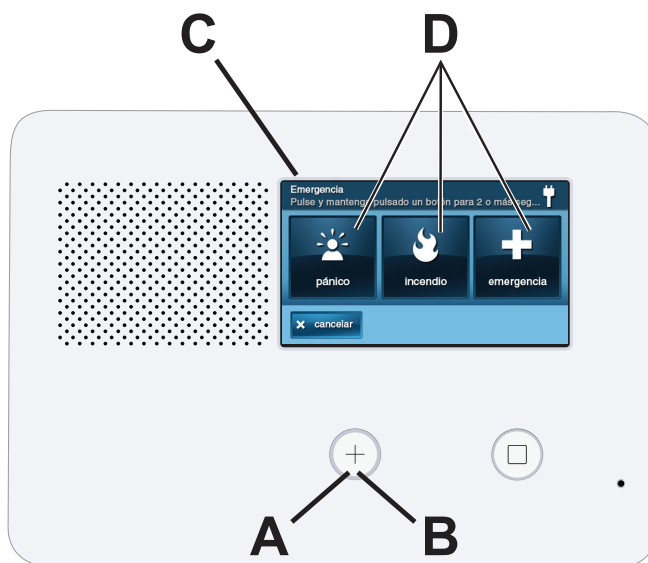 C
D
Emergencia
Pulse y mantenga pulsado un botón para 2 o más seg...
pánico
incendio
emergencia
cancelar
A
B